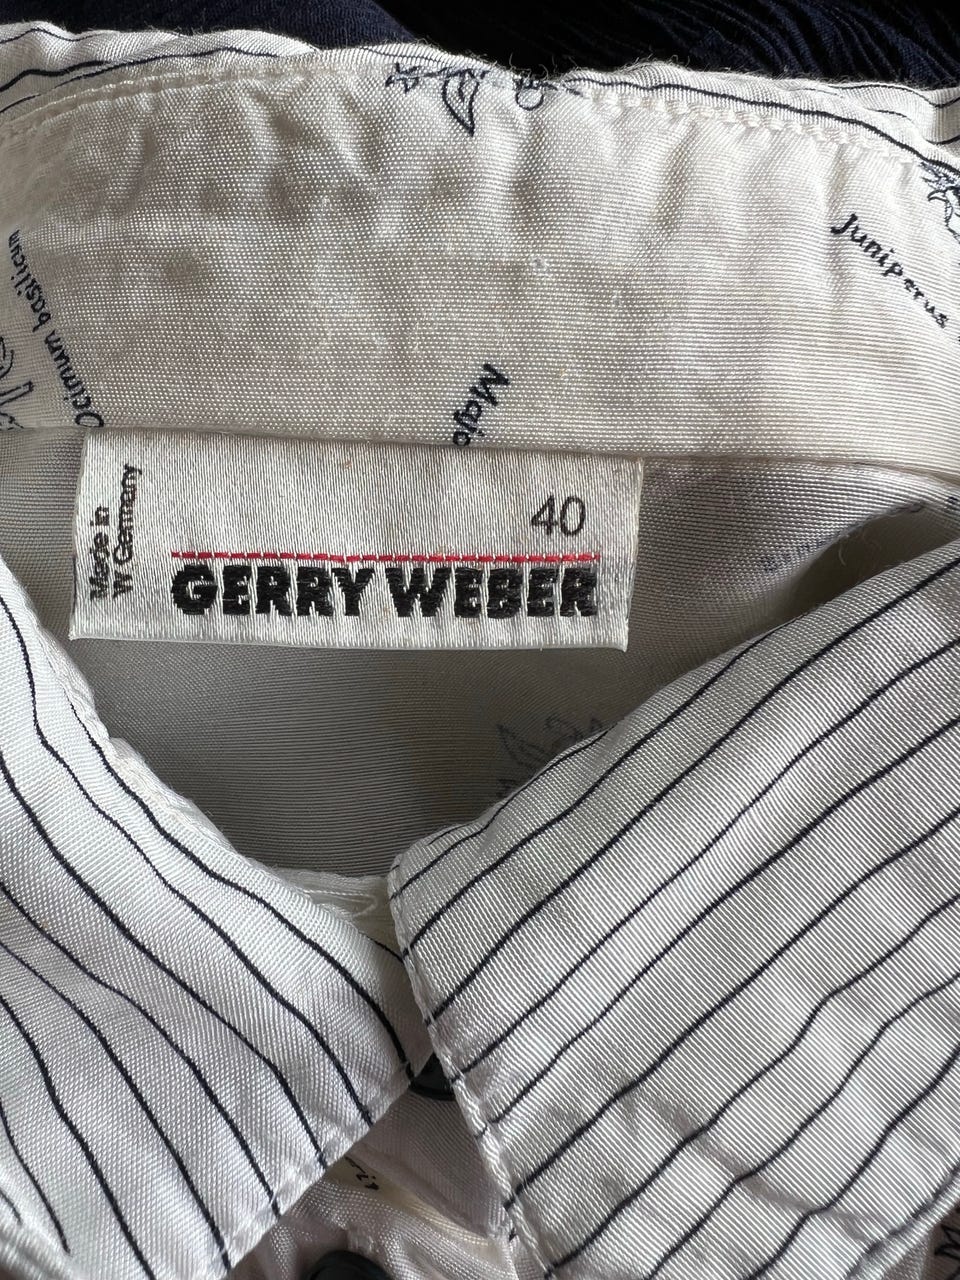 Juniperus
Ocimum basilicum
Majo
Made in
W Germany
40
GERRY WEBER